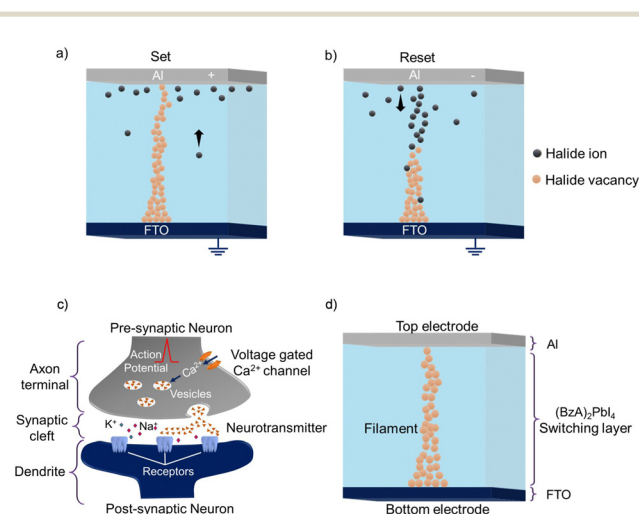 a)
Set
Al
+
FTO
b)
Reset
Al
-
FTO
Halide ion
Halide vacancy
c)
Pre-synaptic Neuron
Axon
terminal
Action
Potential
Ca²⁺
Vesicles
Voltage gated
Ca²⁺ channel
Synaptic
cleft
K⁺
Na⁺
Neurotransmitter
Dendrite
Receptors
Post-synaptic Neuron
d)
Top electrode
Al
Filament
(BzA)₂PbI₄
Switching layer
FTO
Bottom electrode